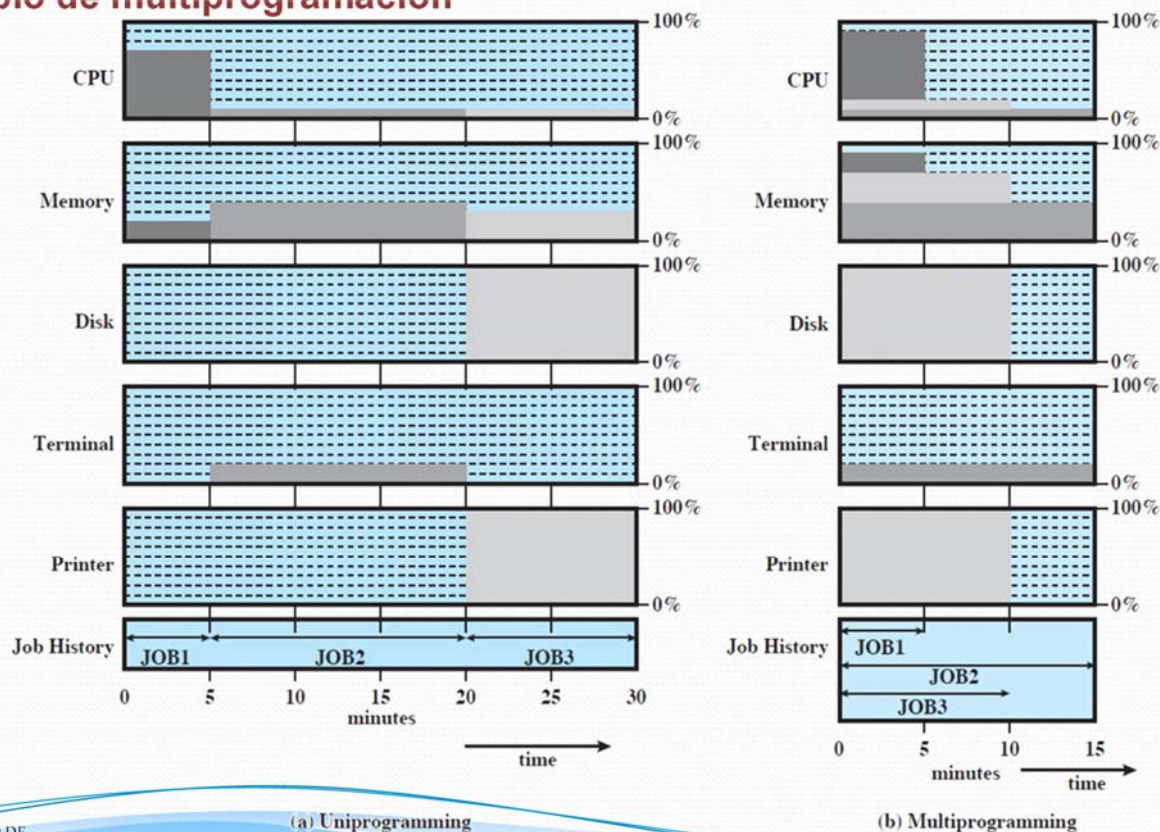 de multiprogramación
CPU
100%
0%
Memory
100%
0%
Disk
100%
0%
Terminal
100%
0%
Printer
100%
0%
Job History
JOB1 JOB2 JOB3
0 5 10 15 20 25 30
minutes
time
(a) Uniprogramming
CPU
100%
0%
Memory
100%
0%
Disk
100%
0%
Terminal
100%
0%
Printer
100%
0%
Job History
JOB1
JOB2
JOB3
0 5 10 15
minutes
time
(b) Multiprogramming